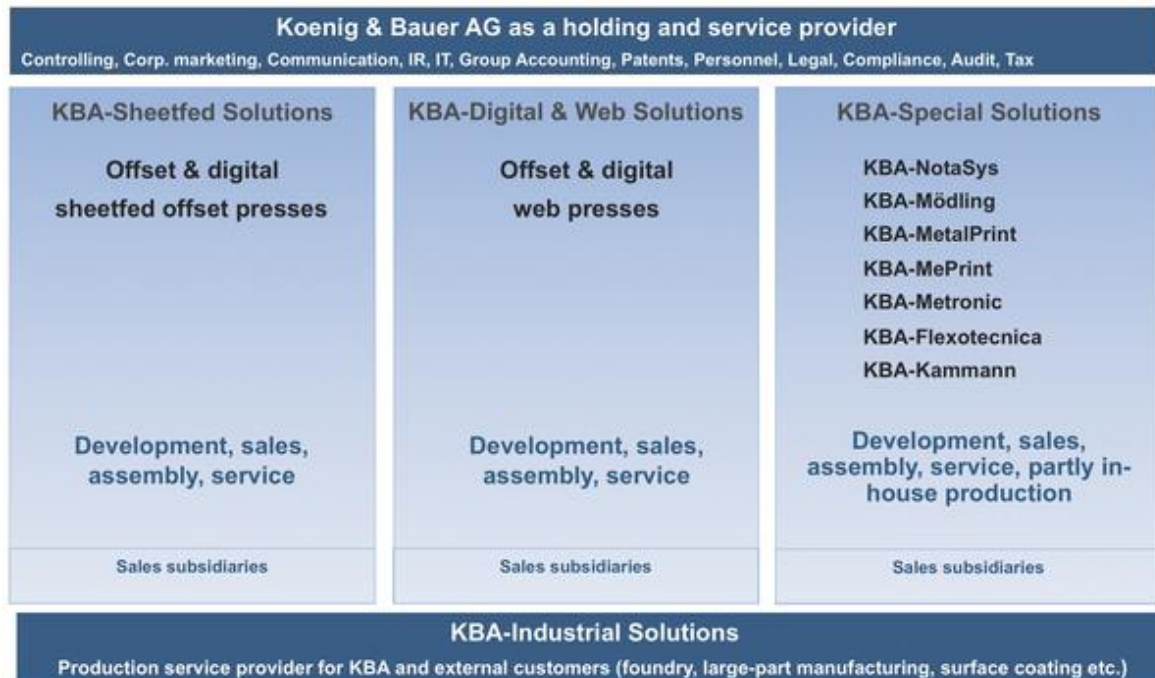 Koenig & Bauer AG as a holding and service provider
Controlling, Corp. marketing, Communication, IR, IT, Group Accounting, Patents, Personnel, Legal, Compliance, Audit, Tax
KBA-Sheetfed Solutions
Offset & digital
sheetfed offset presses
Development, sales,
assembly, service
Sales subsidiaries
KBA-Digital & Web Solutions
Offset & digital
web presses
Development, sales,
assembly, service
Sales subsidiaries
KBA-Special Solutions
KBA-NotaSys
KBA-Mödling
KBA-MetalPrint
KBA-MePrint
KBA-Metronic
KBA-Flexotecnica
KBA-Kammann
Development, sales,
assembly, service, partly in-
house production
Sales subsidiaries
KBA-Industrial Solutions
Production service provider for KBA and external customers (foundry, large-part manufacturing, surface coating etc.)